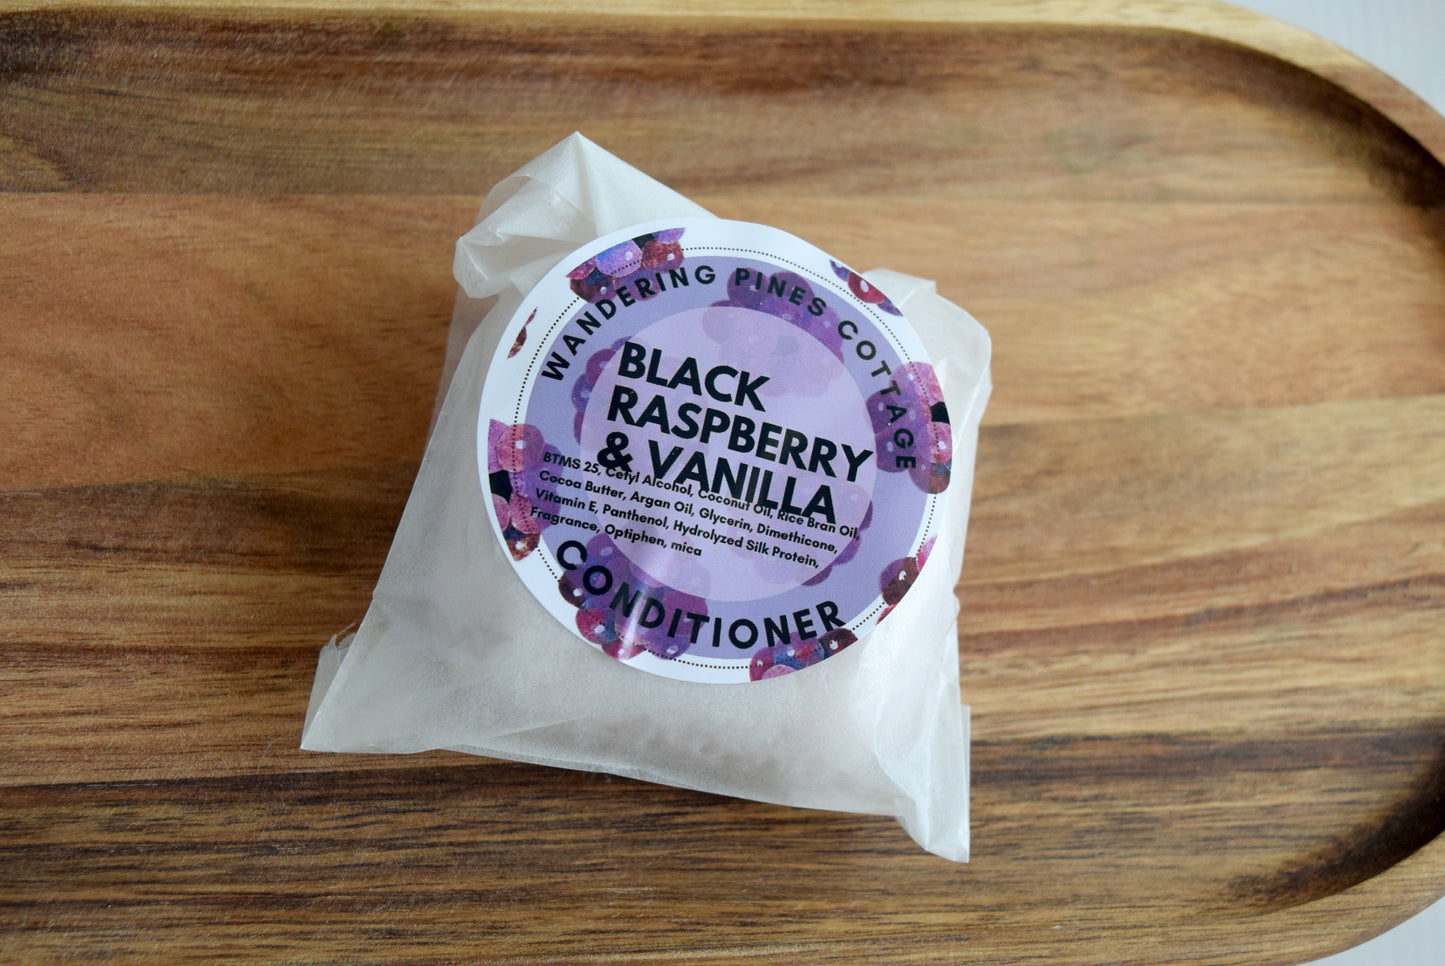 WANDERING PINES COTTAGE
BLACK
RASPBERRY
& VANILLA
BTMS 25, Cetyl Alcohol, Coconut Oil, Rice Bran Oil,
Cocoa Butter, Argan Oil, Glycerin, Dimethicone,
Vitamin E, Panthenol, Hydrolyzed Silk Protein,
Fragrance, Optiphen, mica
CONDITIONER